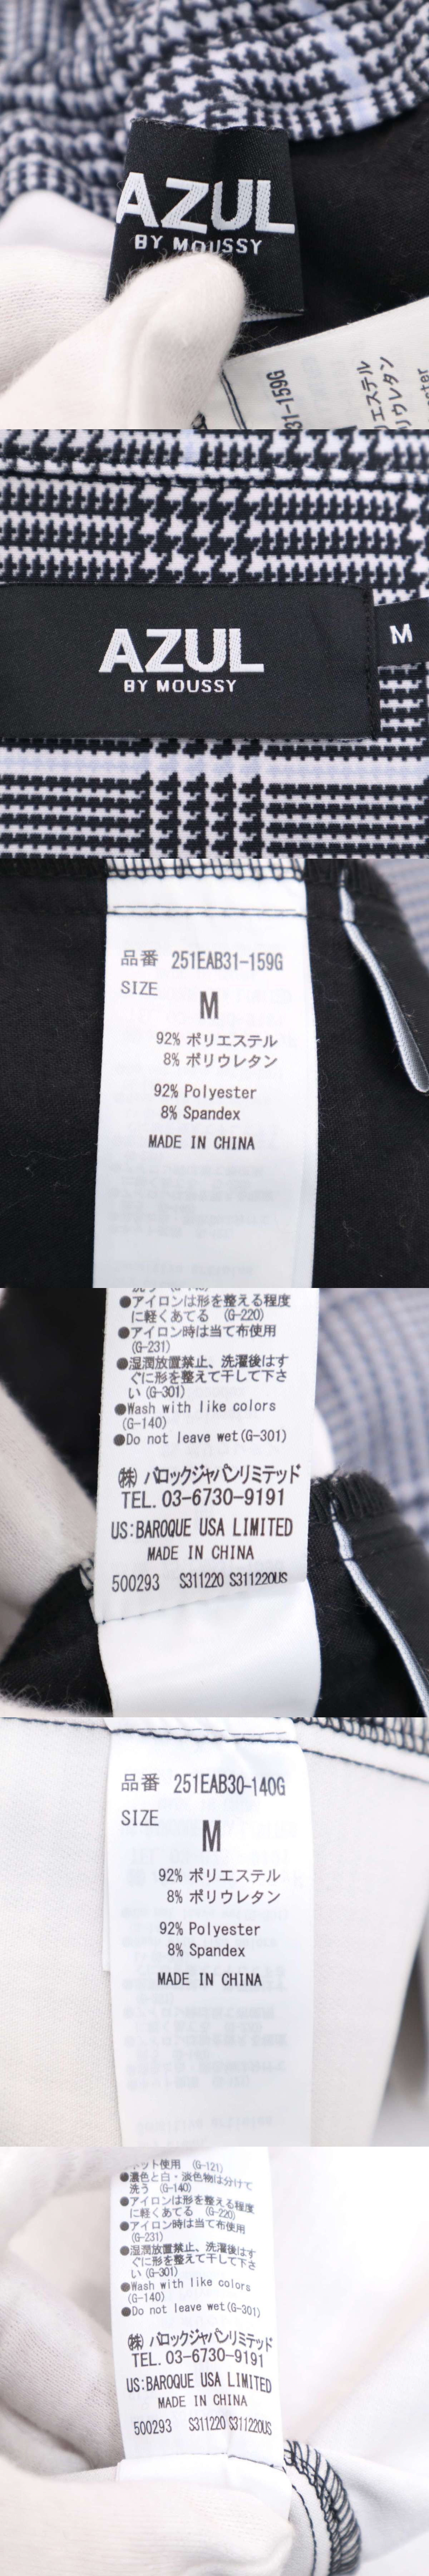 AZUL
BY MOUSSY
31-159G
エステル
リウレタン
AZUL
BY MOUSSY
M
品番 251EAB31-159G
SIZE
M
92% ポリエステル
8% ポリウレタン
92% Polyester
8% Spandex
MADE IN CHINA
●アイロンは形を整える程度
に軽くあてる (G-220)
●アイロン時は当て布使用
(G-231)
●湿潤放置禁止、洗濯後はす
ぐに形を整えて干して下さ
い (G-301)
●Wash with like colors
(G-140)
●Do not leave wet(G-301)
(株) バロックジャパンリミテッド
TEL. 03-6730-9191
US:BAROQUE USA LIMITED
MADE IN CHINA
500293 S311220 S311220US
品番 251EAB30-140G
SIZE
M
92% ポリエステル
8% ポリウレタン
92% Polyester
8% Spandex
MADE IN CHINA
ット使用 (G-121)
●濃色と白・淡色物は分けて
洗う (G-140)
●アイロンは形を整える程度
に軽くあてる (G-220)
●アイロン時は当て布使用
(G-231)
●湿潤放置禁止、洗濯後はす
ぐに形を整えて干して下さ
い (G-301)
●Wash with like colors
(G-140)
●Do not leave wet(G-301)
(株) バロックジャパンリミテッド
TEL. 03-6730-9191
US:BAROQUE USA LIMITED
MADE IN CHINA
500293 S311220 S311220US